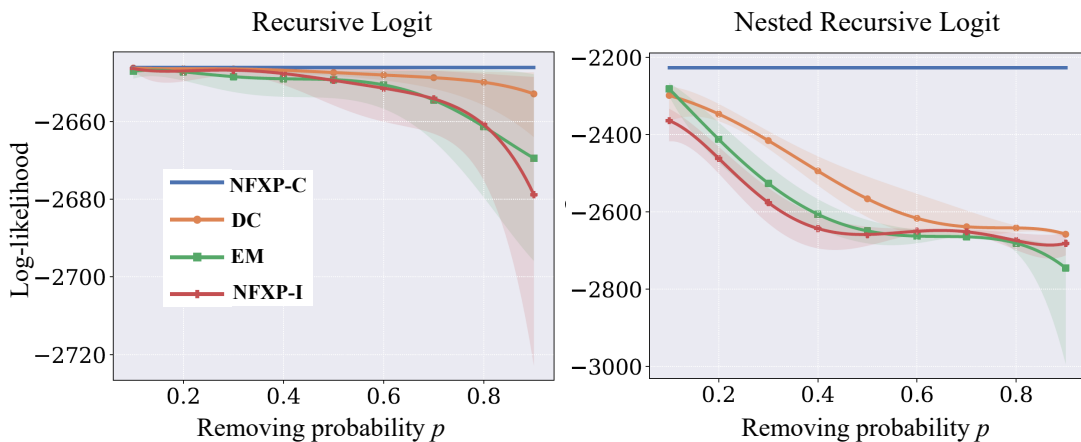 Recursive Logit
Nested Recursive Logit
Log-likelihood
−2660
−2680
−2700
−2720
NFXP-C
DC
EM
NFXP-I
0.2 0.4 0.6 0.8
Removing probability p
−2200
−2400
−2600
−2800
−3000
0.2 0.4 0.6 0.8
Removing probability p